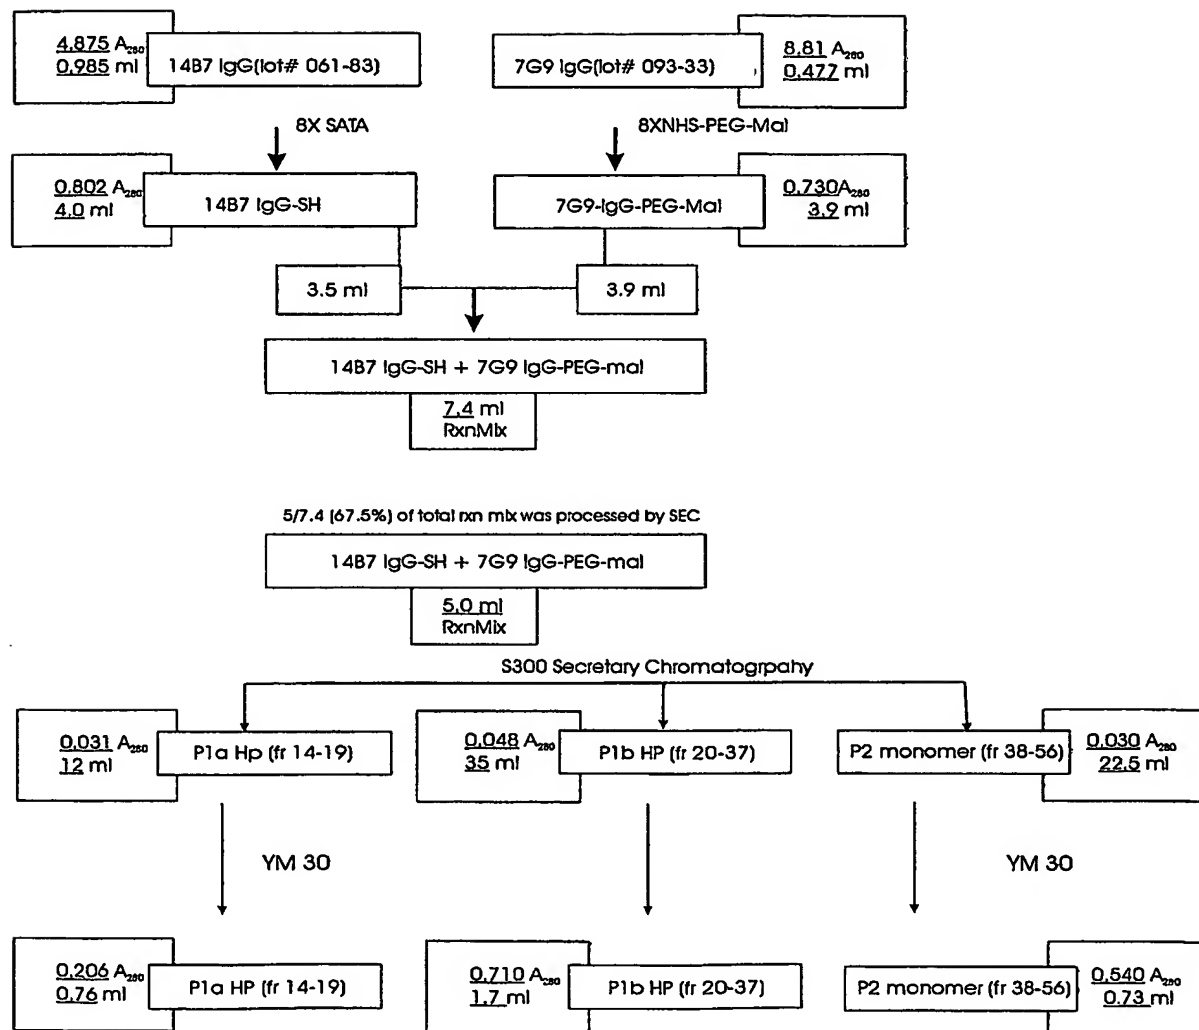 4.875 A280
0.985 ml
14B7 IgG(lot# 061-83)
7G9 IgG(lot# 093-33)
8.81 A280
0.477 ml
8X SATA
8XNHS-PEG-Mal
0.802 A280
4.0 ml
14B7 IgG-SH
7G9-IgG-PEG-Mal
0.730A280
3.9 ml
3.5 ml
3.9 ml
14B7 IgG-SH + 7G9 IgG-PEG-mal
7.4 ml
RxnMix
5/7.4 (67.5%) of total rxn mix was processed by SEC
14B7 IgG-SH + 7G9 IgG-PEG-mal
5.0 ml
RxnMix
S300 Secretary Chromatogrpahy
0.031 A280
12 ml
P1a Hp (fr 14-19)
0.048 A280
35 ml
P1b HP (fr 20-37)
P2 monomer (fr 38-56)
0.030 A280
22.5 ml
YM 30
YM 30
0.206 A280
0.76 ml
P1a HP (fr 14-19)
0.710 A280
1.7 ml
P1b HP (fr 20-37)
P2 monomer (fr 38-56)
0.540 A280
0.73 ml